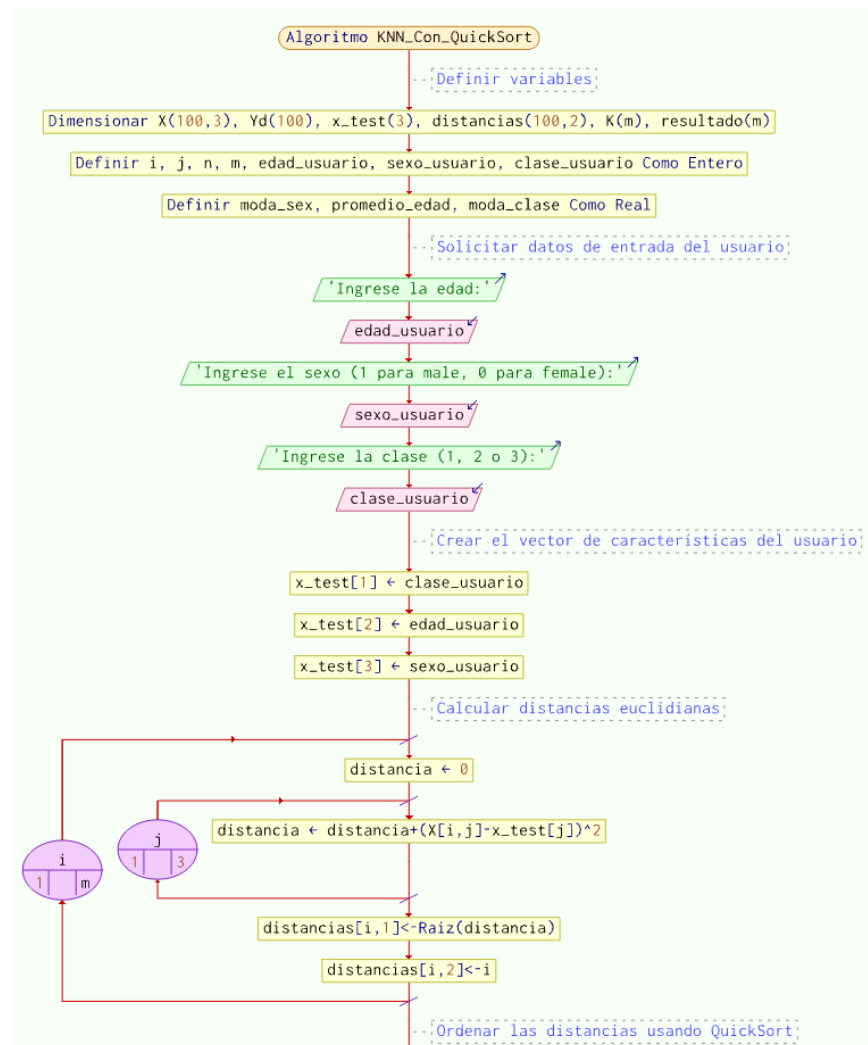 Algoritmo KNN_Con_QuickSort
Definir variables
Dimensionar X(100,3), Yd(100), x_test(3), distancias(100,2), K(m), resultado(m)
Definir i, j, n, m, edad_usuario, sexo_usuario, clase_usuario Como Entero
Definir moda_sex, promedio_edad, moda_clase Como Real
Solicitar datos de entrada del usuario
'Ingrese la edad:'
edad_usuario
'Ingrese el sexo (1 para male, 0 para female):'
sexo_usuario
'Ingrese la clase (1, 2 o 3):'
clase_usuario
Crear el vector de características del usuario
x_test[1] ← clase_usuario
x_test[2] ← edad_usuario
x_test[3] ← sexo_usuario
Calcular distancias euclidianas
distancia ← 0
distancia ← distancia+(X[i,j]-x_test[j])^2
j
1 3
i
1 m
distancias[i,1]<-Raiz(distancia)
distancias[i,2]<-i
Ordenar las distancias usando QuickSort